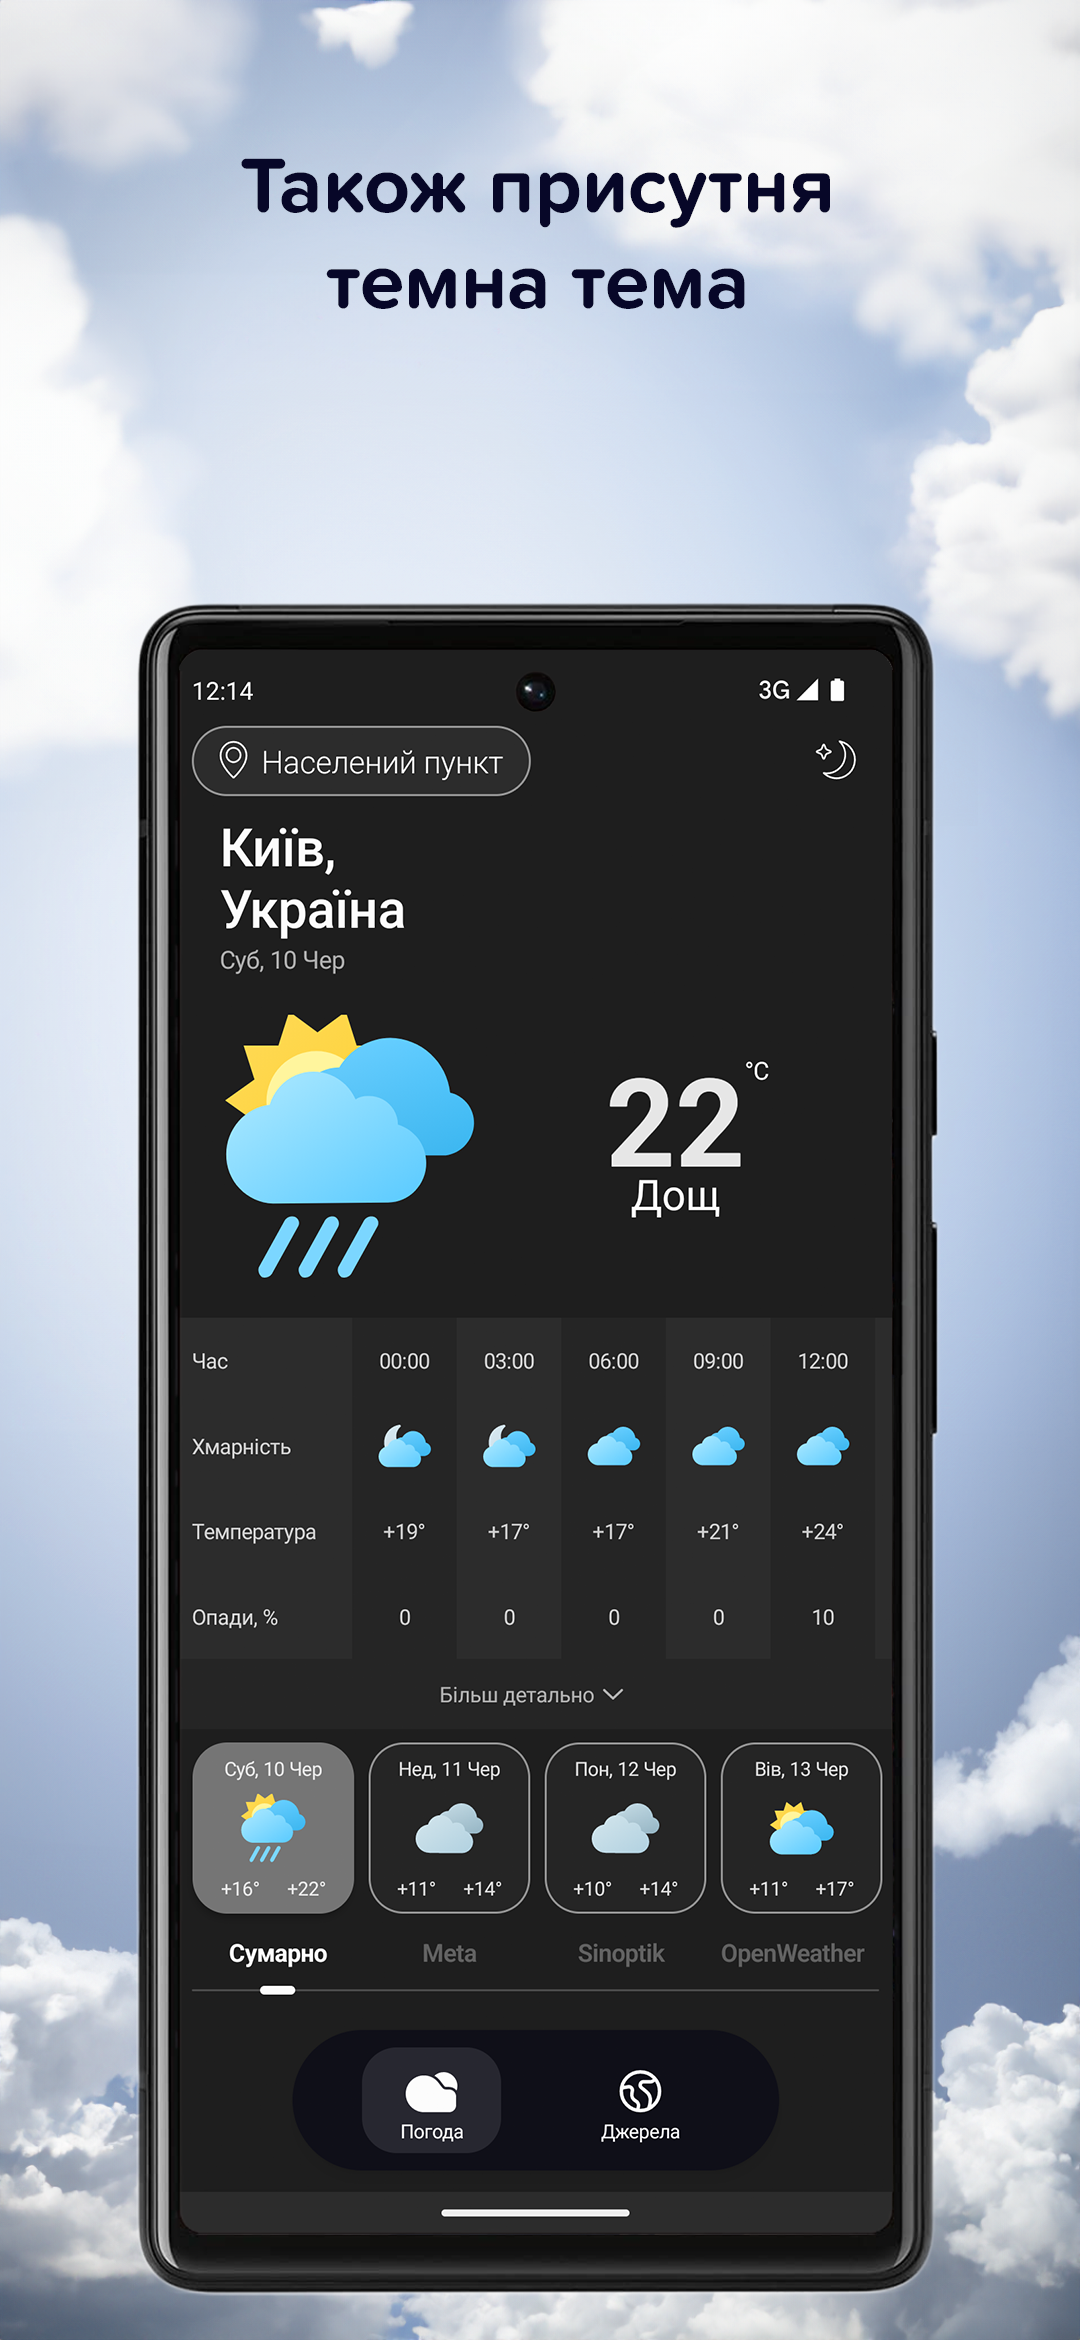 Також присутня
темна тема
12:14
3G
Населений пункт
Київ,
Україна
Суб, 10 Чер
°C
22
Дощ
Час 00:00 03:00 06:00 09:00 12:00
Хмарність
Температура +19° +17° +17° +21° +24°
Опади, % 0 0 0 0 10
Більш детально
Суб, 10 Чер Нед, 11 Чер Пон, 12 Чер Вів, 13 Чер
+16° +22° +11° +14° +10° +14° +11° +17°
Сумарно Meta Sinoptik OpenWeather
Погода Джерела